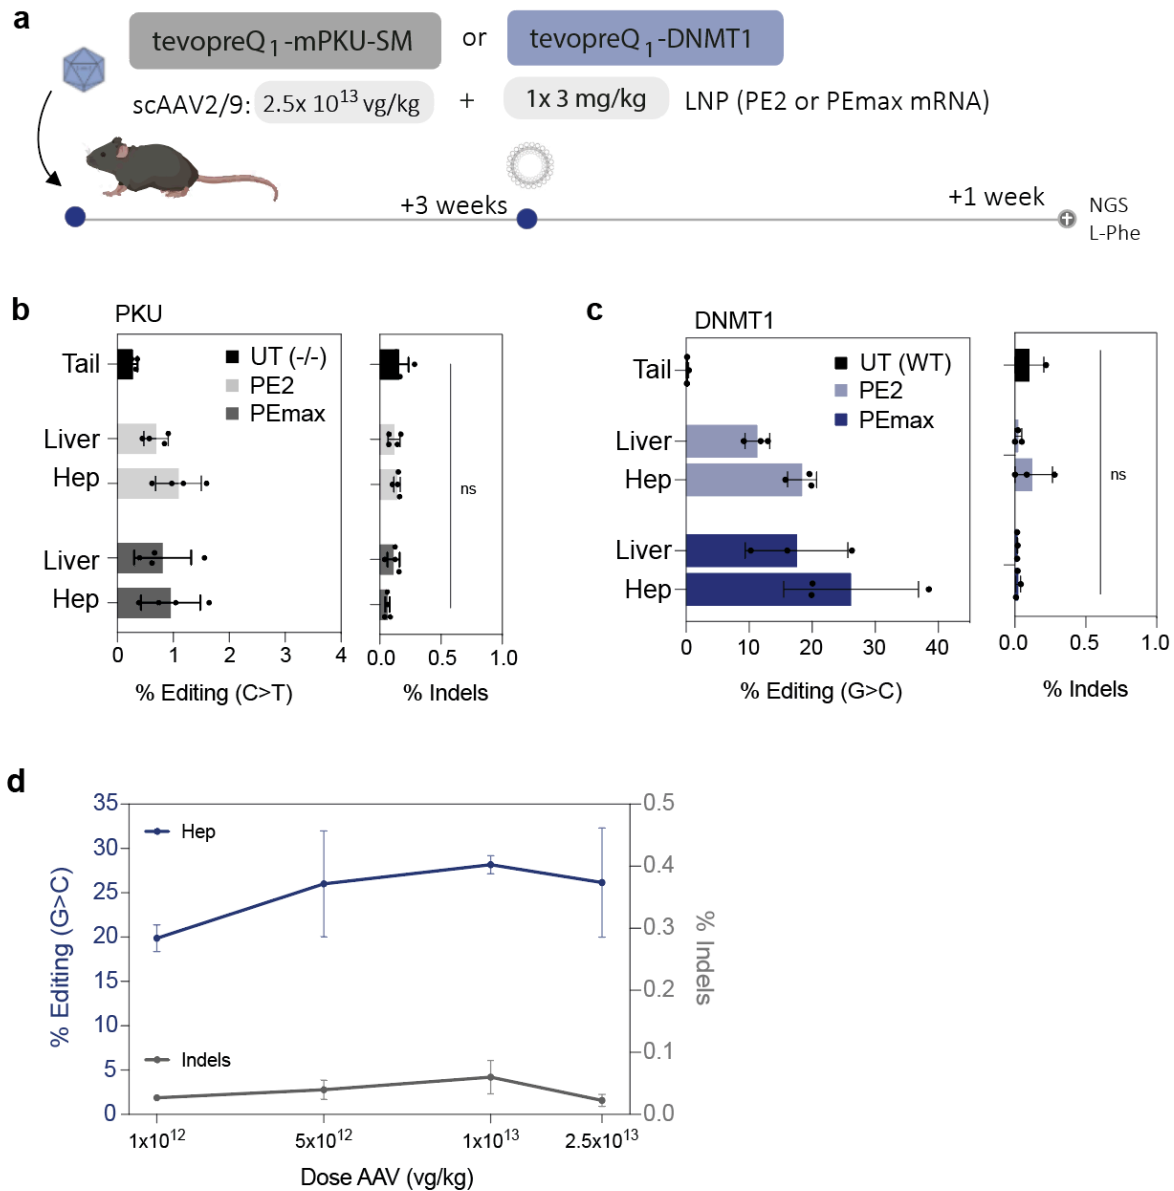 a
tevopreQ1-mPKU-SM or tevopreQ1-DNMT1
scAAV2/9: 2.5x 10^13 vg/kg + 1x 3 mg/kg LNP (PE2 or PEmax mRNA)
+3 weeks
+1 week
NGS
L-Phe
b
PKU
Tail
Liver
Hep
Liver
Hep
UT (-/-)
PE2
PEmax
0 1 2 3 4
% Editing (C>T)
ns
0.0 0.5 1.0
% Indels
c
DNMT1
Tail
Liver
Hep
Liver
Hep
UT (WT)
PE2
PEmax
0 10 20 30 40
% Editing (G>C)
ns
0.0 0.5 1.0
% Indels
d
% Editing (G>C)
35
30
25
20
15
10
5
0
Hep
Indels
0.5
0.4
0.3
0.2
0.1
0.0
% Indels
1x10^12 5x10^12 1x10^13 2.5x10^13
Dose AAV (vg/kg)